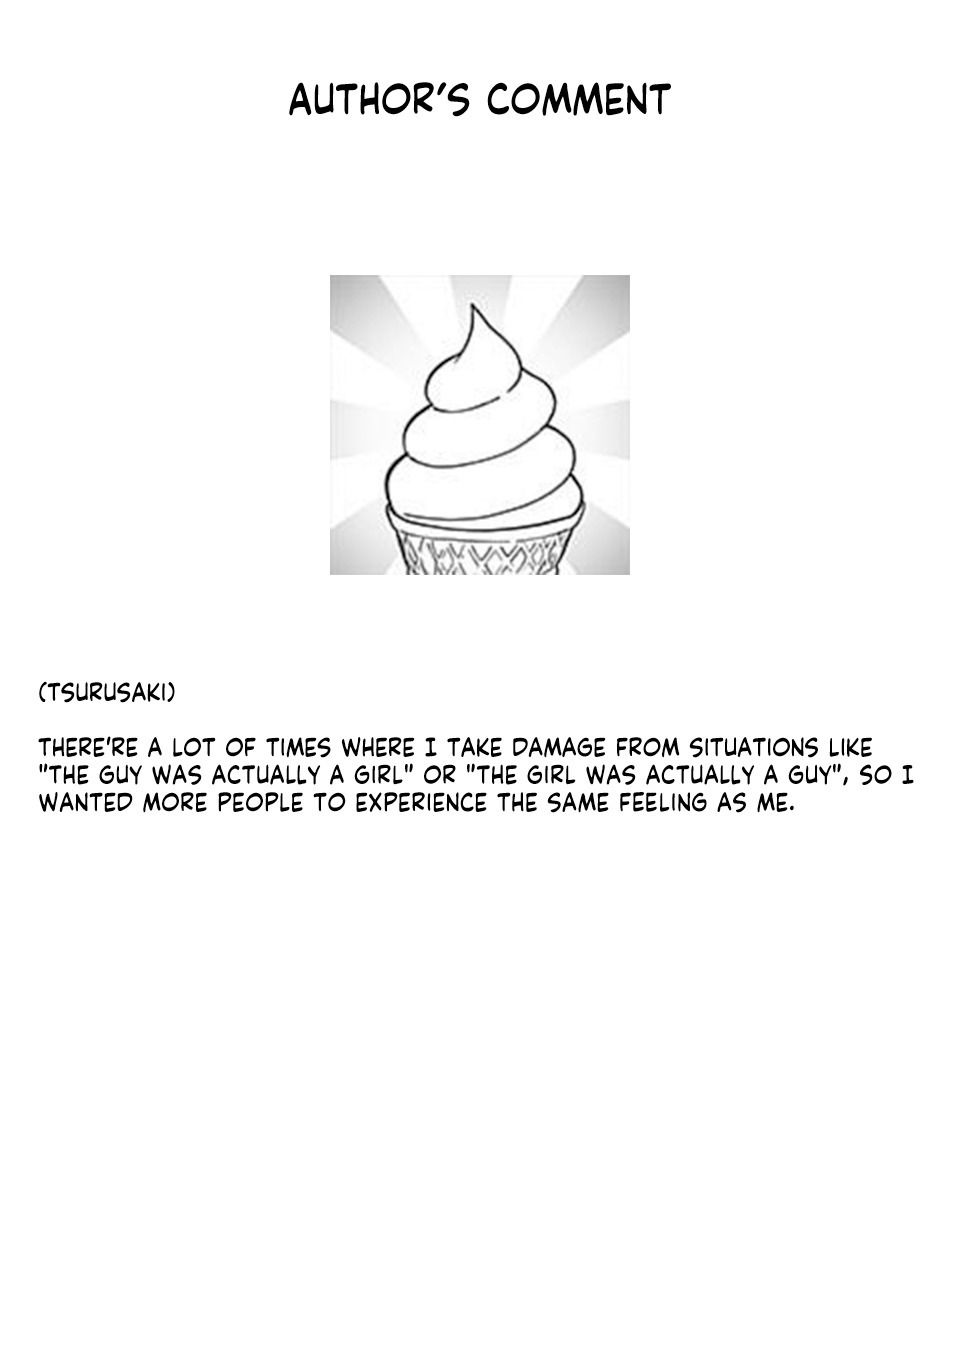 AUTHOR'S COMMENT
(TSURUSAKI)
THERE'RE A LOT OF TIMES WHERE I TAKE DAMAGE FROM SITUATIONS LIKE
"THE GUY WAS ACTUALLY A GIRL" OR "THE GIRL WAS ACTUALLY A GUY", SO I
WANTED MORE PEOPLE TO EXPERIENCE THE SAME FEELING AS ME.